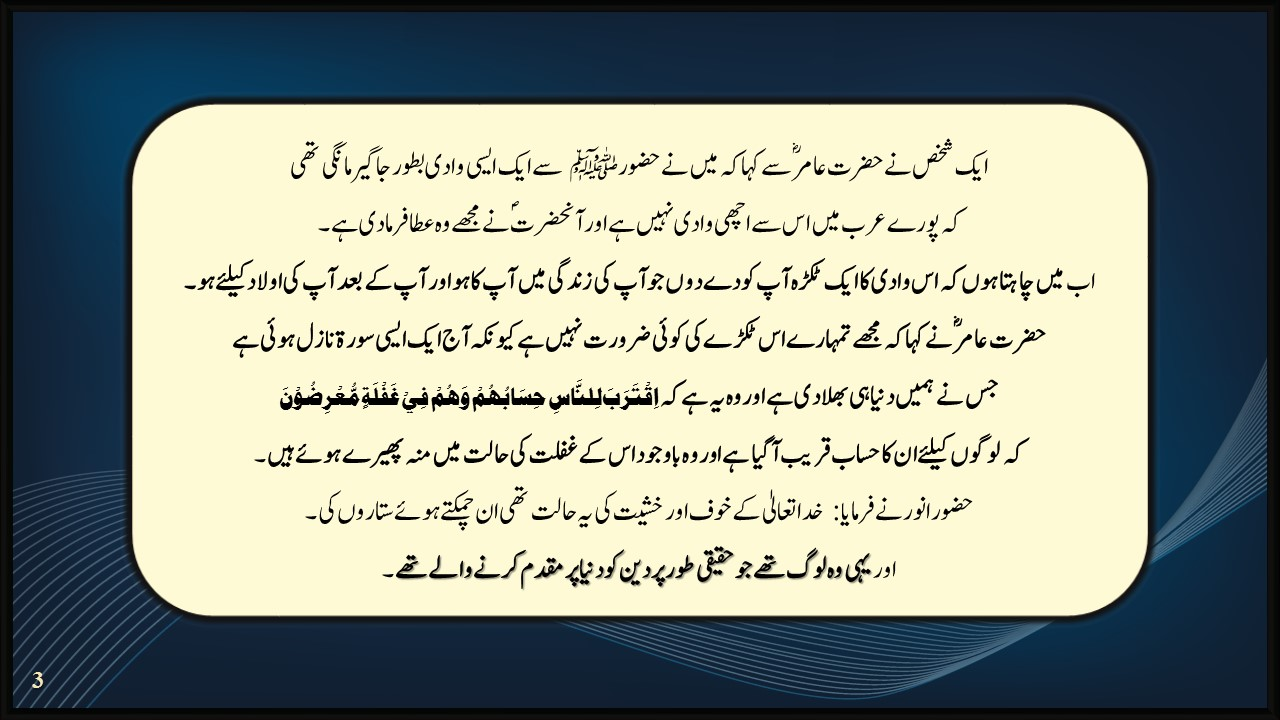 ایک شخص نے حضرت عامرؓ سے کہا کہ میں نے حضورﷺ سے ایک ایسی وادی بطور جاگیر مانگی تھی
کہ پورے عرب میں اس سے اچھی وادی نہیں ہے اور آنحضرتؐ نے مجھے وہ عطا فرما دی ہے۔
اب میں چاہتا ہوں کہ اس وادی کا ایک ٹکڑہ آپ کو دے دوں جو آپ کی زندگی میں آپ کا ہو اور آپ کے بعد آپ کی اولاد کیلئے ہو۔
حضرت عامرؓ نے کہا کہ مجھے تمہارے اس ٹکڑے کی کوئی ضرورت نہیں ہے کیونکہ آج ایک ایسی سورۃ نازل ہوئی ہے
جس نے ہمیں دنیا ہی بھلا دی ہے اور وہ یہ ہے کہ اِقْتَرَبَ لِلنَّاسِ حِسَابُهُمْ وَهُمْ فِيْ غَفْلَةٍ مُّعْرِضُوْنَ
کہ لوگوں کیلئے ان کا حساب قریب آ گیا ہے اور وہ باوجود اس کے غفلت کی حالت میں منہ پھیرے ہوئے ہیں۔
حضور انور نے فرمایا: خدا تعالیٰ کے خوف اور خشیّت کی یہ حالت تھی ان چمکتے ہوئے ستاروں کی۔
اور یہی وہ لوگ تھے جو حقیقی طور پر دین کو دنیا پر مقدم کرنے والے تھے۔
3